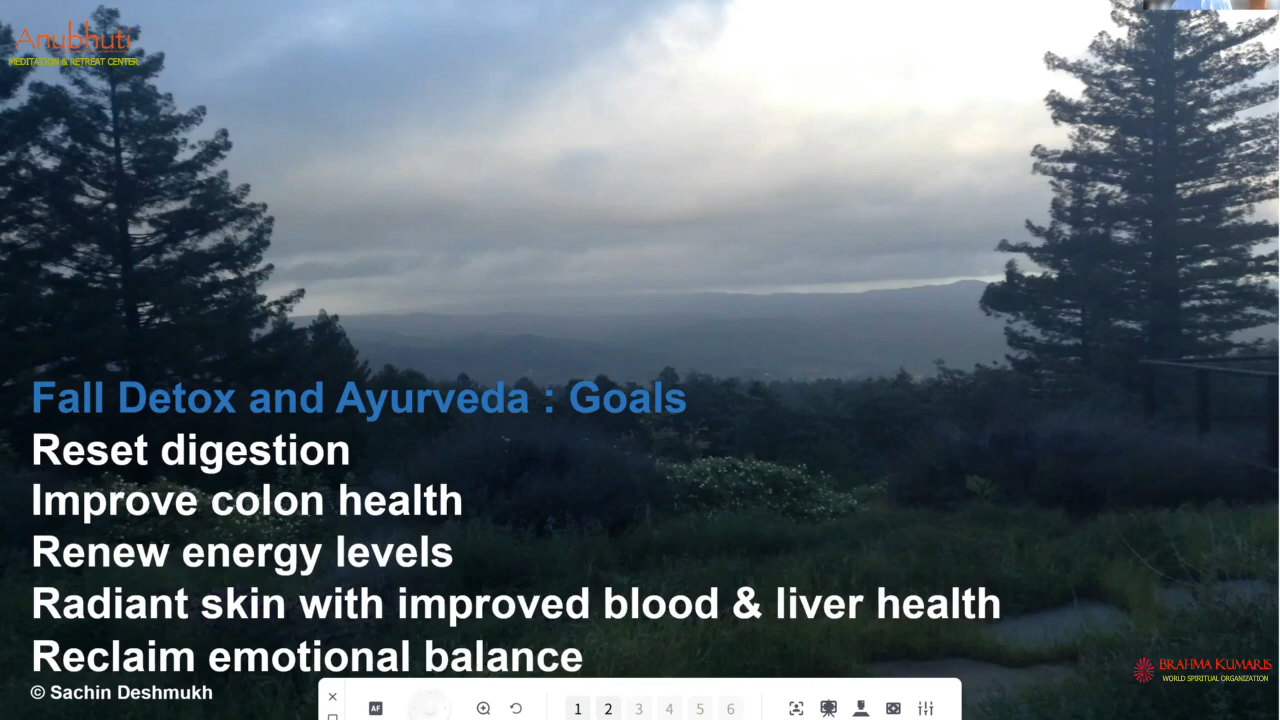 Anubhuti
MEDITATION & RETREAT CENTER
Fall Detox and Ayurveda : Goals
Reset digestion
Improve colon health
Renew energy levels
Radiant skin with improved blood & liver health
Reclaim emotional balance
© Sachin Deshmukh
BRAHMA KUMARIS
WORLD SPIRITUAL ORGANIZATION
AF 1 2 3 4 5 6